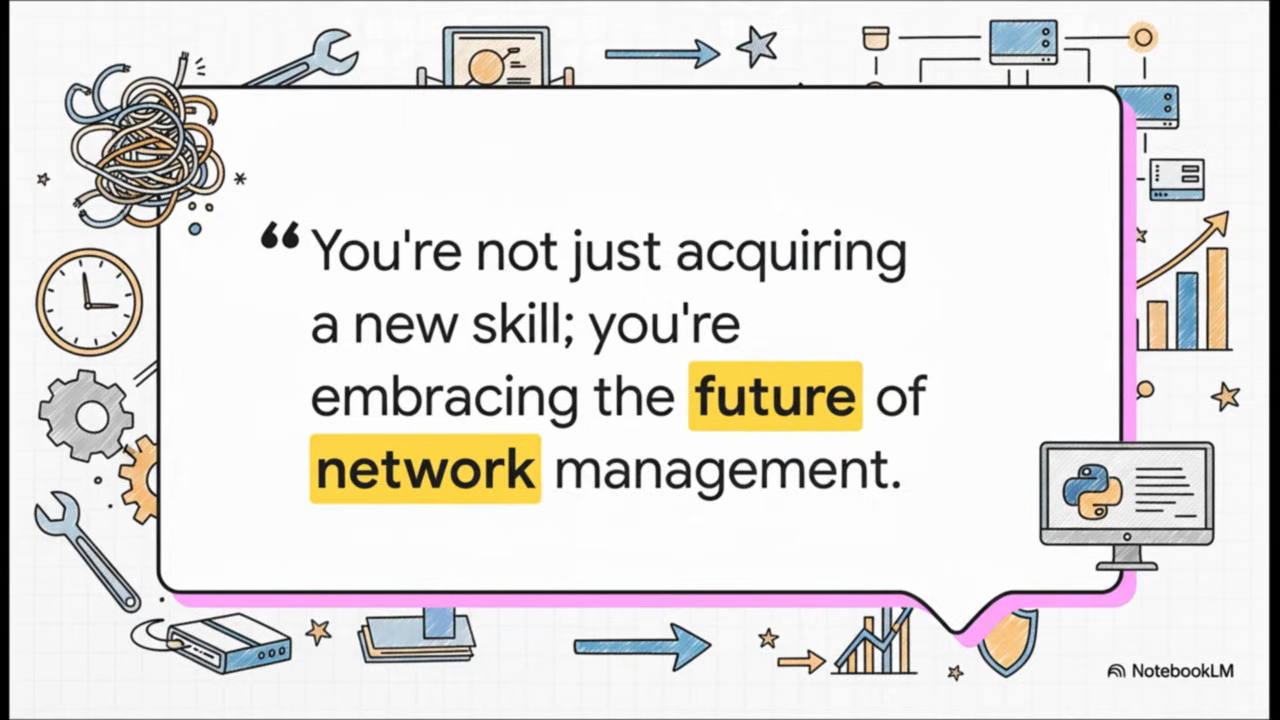 “You're not just acquiring
a new skill; you're
embracing the future of
network management.
NotebookLM